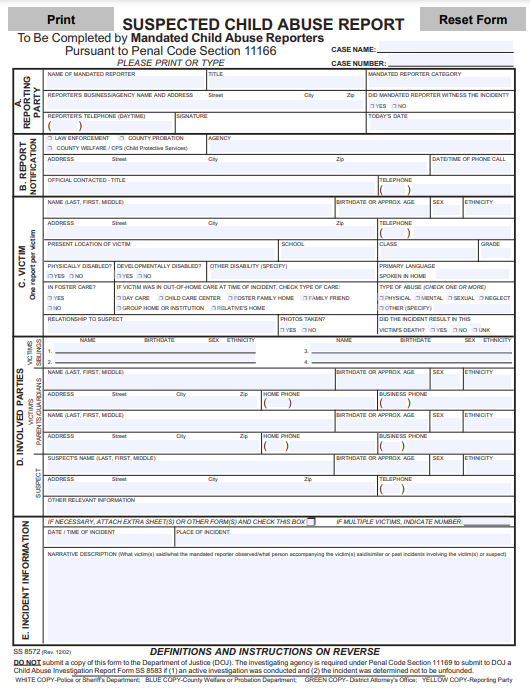 Print
Reset Form
SUSPECTED CHILD ABUSE REPORT
To Be Completed by Mandated Child Abuse Reporters
Pursuant to Penal Code Section 11166
PLEASE PRINT OR TYPE
CASE NAME:
CASE NUMBER:
A. REPORTING PARTY
NAME OF MANDATED REPORTER TITLE MANDATED REPORTER CATEGORY
REPORTER'S BUSINESS/AGENCY NAME AND ADDRESS Street City Zip DID MANDATED REPORTER WITNESS THE INCIDENT?
YES NO
REPORTER'S TELEPHONE (DAYTIME) SIGNATURE TODAY'S DATE
( )
B. REPORT NOTIFICATION
LAW ENFORCEMENT COUNTY PROBATION AGENCY
COUNTY WELFARE / CPS (Child Protective Services)
ADDRESS Street City Zip DATE/TIME OF PHONE CALL
OFFICIAL CONTACTED - TITLE TELEPHONE
( )
C. VICTIM
One report per victim
NAME (LAST, FIRST, MIDDLE) BIRTHDATE OR APPROX. AGE SEX ETHNICITY
ADDRESS Street City Zip TELEPHONE
( )
PRESENT LOCATION OF VICTIM SCHOOL CLASS GRADE
PHYSICALLY DISABLED? DEVELOPMENTALLY DISABLED? OTHER DISABILITY (SPECIFY) PRIMARY LANGUAGE
YES NO YES NO SPOKEN IN HOME
IN FOSTER CARE? IF VICTIM WAS IN OUT-OF-HOME CARE AT TIME OF INCIDENT, CHECK TYPE OF CARE: TYPE OF ABUSE (CHECK ONE OR MORE)
YES DAY CARE CHILD CARE CENTER FOSTER FAMILY HOME FAMILY FRIEND PHYSICAL MENTAL SEXUAL NEGLECT
NO GROUP HOME OR INSTITUTION RELATIVE'S HOME OTHER (SPECIFY)
RELATIONSHIP TO SUSPECT PHOTOS TAKEN? DID THE INCIDENT RESULT IN THIS
YES NO VICTIM'S DEATH? YES NO UNK
D. INVOLVED PARTIES
VICTIM'S SIBLINGS
NAME BIRTHDATE SEX ETHNICITY NAME BIRTHDATE SEX ETHNICITY
1. 3.
2. 4.
VICTIM'S PARENTS/GUARDIANS
NAME (LAST, FIRST, MIDDLE) BIRTHDATE OR APPROX. AGE SEX ETHNICITY
ADDRESS Street City Zip HOME PHONE BUSINESS PHONE
( ) ( )
NAME (LAST, FIRST, MIDDLE) BIRTHDATE OR APPROX. AGE SEX ETHNICITY
ADDRESS Street City Zip HOME PHONE BUSINESS PHONE
( ) ( )
SUSPECT
SUSPECT'S NAME (LAST, FIRST, MIDDLE) BIRTHDATE OR APPROX. AGE SEX ETHNICITY
ADDRESS Street City Zip TELEPHONE
( )
OTHER RELEVANT INFORMATION
E. INCIDENT INFORMATION
IF NECESSARY, ATTACH EXTRA SHEET(S) OR OTHER FORM(S) AND CHECK THIS BOX IF MULTIPLE VICTIMS, INDICATE NUMBER:
DATE / TIME OF INCIDENT PLACE OF INCIDENT
NARRATIVE DESCRIPTION (What victim(s) said/what the mandated reporter observed/what person accompanying the victim(s) said/similar or past incidents involving the victim(s) or suspect)
SS 8572 (Rev. 12/02)
DEFINITIONS AND INSTRUCTIONS ON REVERSE
DO NOT submit a copy of this form to the Department of Justice (DOJ). The investigating agency is required under Penal Code Section 11169 to submit to DOJ a
Child Abuse Investigation Report Form SS 8583 if (1) an active investigation was conducted and (2) the incident was determined not to be unfounded.
WHITE COPY-Police or Sheriff's Department; BLUE COPY-County Welfare or Probation Department; GREEN COPY- District Attorney's Office; YELLOW COPY-Reporting Party